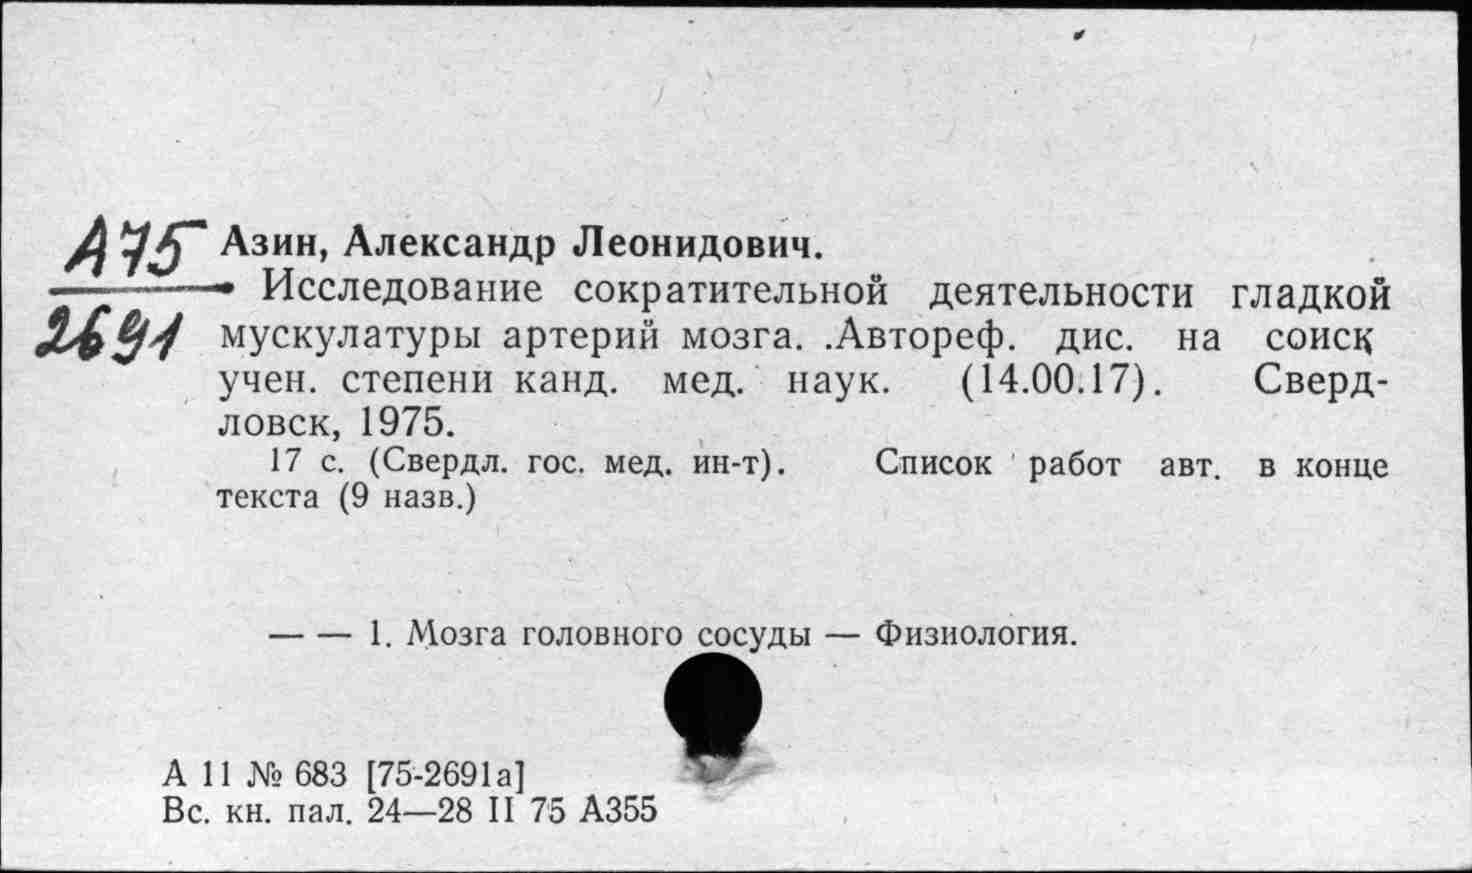 А75 Азин, Александр Леонидович.
Исследование сократительной деятельности гладкой
2691 мускулатуры артерий мозга. .Автореф. дис. на соиск
учен. степени канд. мед. наук. (14.00.17). Сверд-
ловск, 1975.
17 с. (Свердл. гос. мед. ин-т). Список работ авт. в конце
текста (9 назв.)
— — 1. Мозга головного сосуды — Физиология.
А 11 № 683 [75-2691а]
Вс. кн. пал. 24—28 II 75 А355